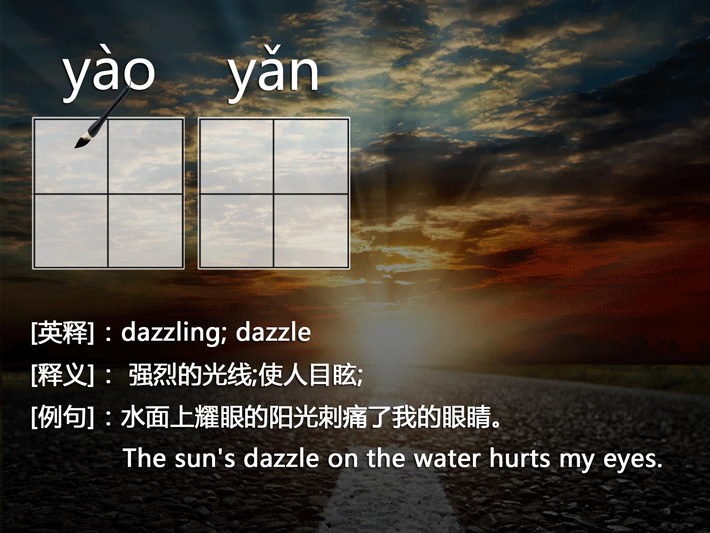 yào yǎn
[英释]：dazzling; dazzle
[释义]： 强烈的光线;使人目眩;
[例句]：水面上耀眼的阳光刺痛了我的眼睛。
The sun's dazzle on the water hurts my eyes.